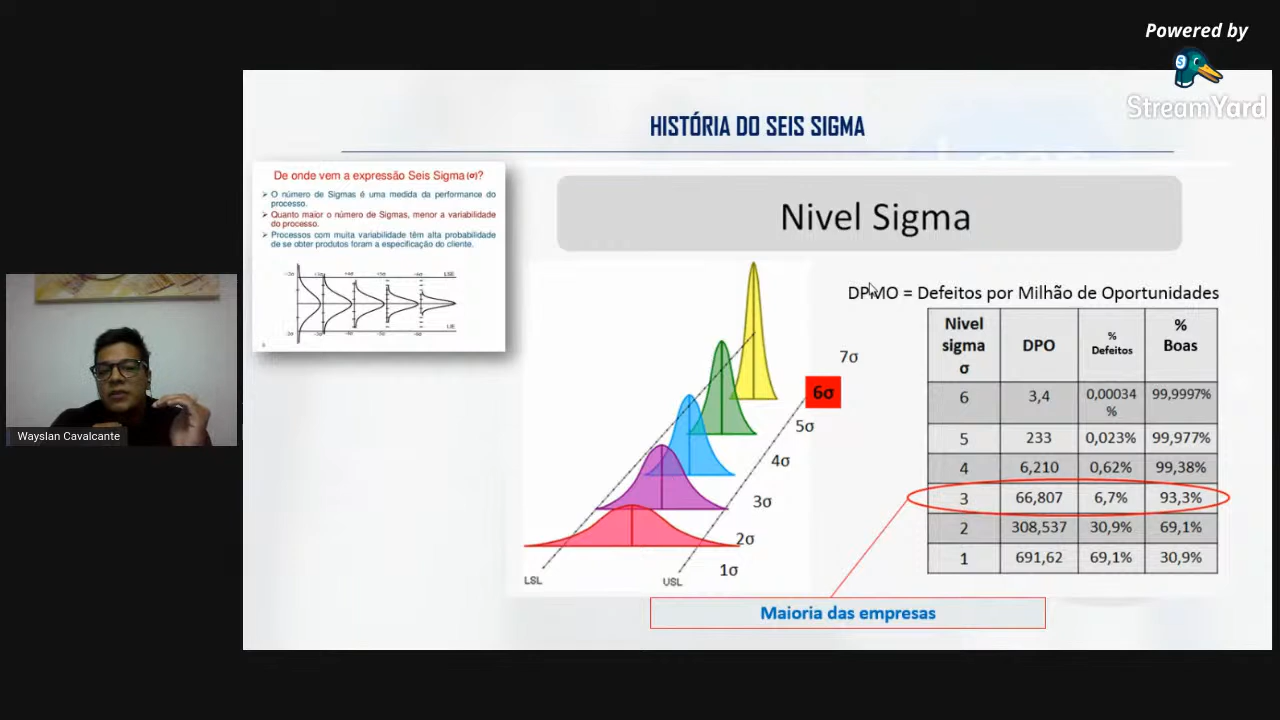 Powered by
StreamYard
HISTÓRIA DO SEIS SIGMA
De onde vem a expressão Seis Sigma(σ)?
➢ O número de Sigmas é uma medida da performance do
processo.
➢ Quanto maior o número de Sigmas, menor a variabilidade
do processo.
➢ Processos com muita variabilidade têm alta probabilidade
de se obter produtos foram a especificação do cliente.
LSE
LIE
Nivel Sigma
7σ
6σ
5σ
4σ
3σ
2σ
1σ
LSL
USL
DPMO = Defeitos por Milhão de Oportunidades
Nivel sigma σ DPO % Defeitos % Boas
6 3,4 0,00034 % 99,9997%
5 233 0,023% 99,977%
4 6,210 0,62% 99,38%
3 66,807 6,7% 93,3%
2 308,537 30,9% 69,1%
1 691,62 69,1% 30,9%
Maioria das empresas
Wayslan Cavalcante